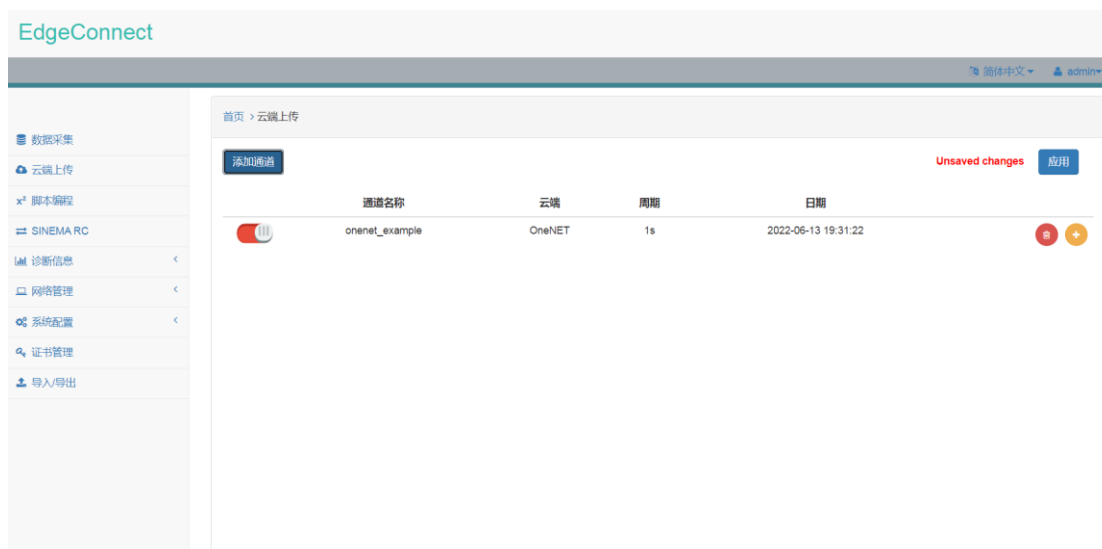 EdgeConnect
简体中文 admin
首页 >云端上传
数据采集
云端上传
脚本编程
SINEMA RC
诊断信息
网络管理
系统配置
证书管理
导入/导出
添加通道
Unsaved changes 应用
通道名称 云端 周期 日期
onenet_example OneNET 1s 2022-06-13 19:31:22